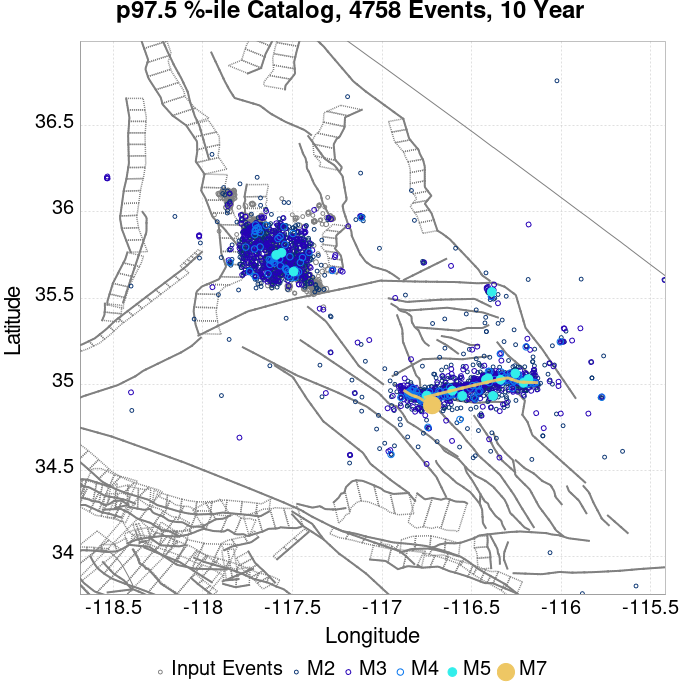 p97.5 %-ile Catalog, 4758 Events, 10 Year
36.5
36
35.5
35
34.5
34
Latitude
-118.5 -118 -117.5 -117 -116.5 -116 -115.5
Longitude
Input Events M2 M3 M4 M5 M7